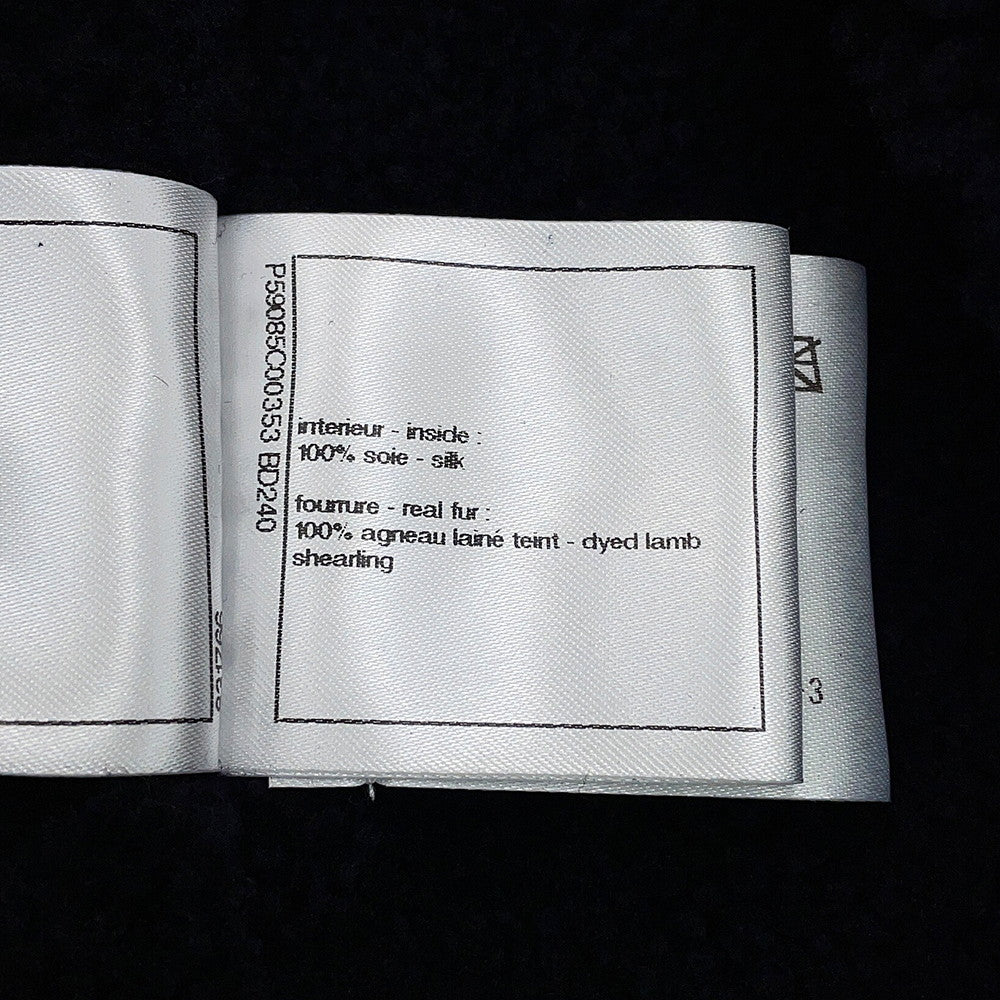 P59085C00353 BD240
interieur - inside :
100% soie - silk
fourrure - real fur :
100% agneau lainé teint - dyed lamb
shearling
3